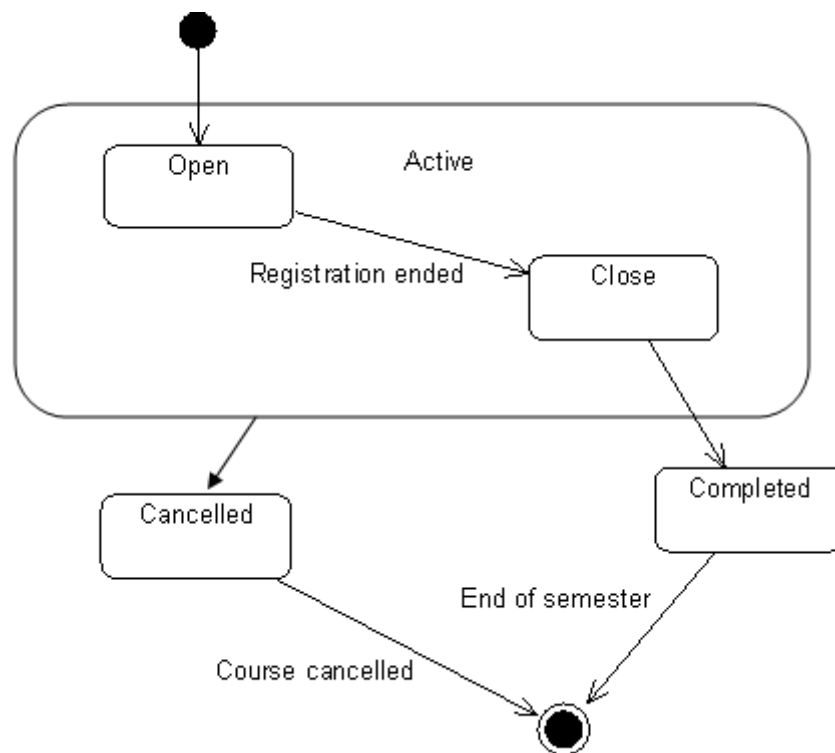 Open
Active
Registration ended
Close
Cancelled
Completed
End of semester
Course cancelled